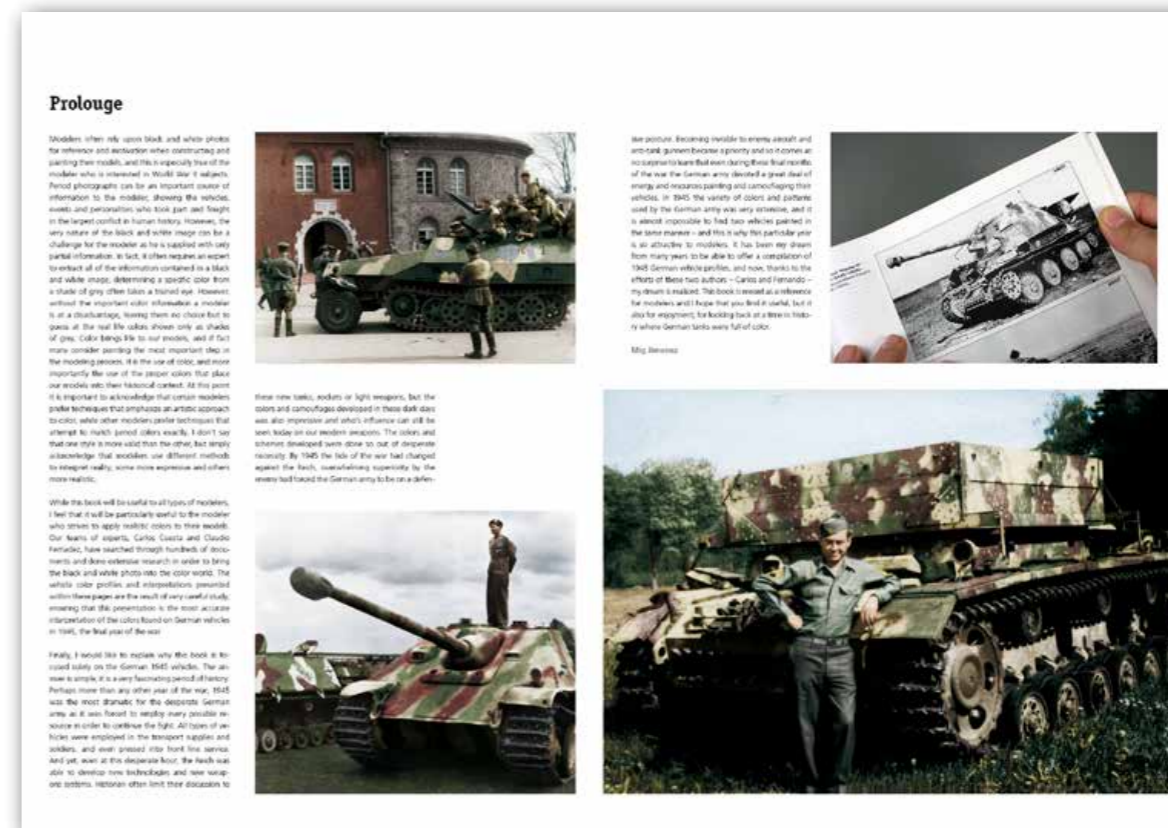 Prolouge
Modelers often rely upon black and white photos
for reference and motivation when constructing and
painting their models, and this is especially true of the
modeler who is interested in World War II subjects.
Period photographs can be an important source of
information to the modeler, showing the vehicles,
events and personalities who took part and fought
in the largest conflict in human history. However, the
very nature of the black and white image can be a
challenge for the modeler as he is supplied with only
partial information. In fact, it often requires an expert
to extract all of the information contained in a black
and white image, determining a specific color from
a shade of grey often takes a trained eye. However,
without the important color information a modeler
is at a disadvantage, leaving them no choice but to
guess at the real life colors shown only as shades
of grey. Color brings life to our models, and if fact
many consider painting the most important step in
the modeling process. It is the use of color, and more
importantly the use of the proper colors that place
our models into their historical context. At this point
it is important to acknowledge that certain modelers
prefer techniques that emphasize an artistic approach
to color, while other modelers prefer techniques that
attempt to match period colors exactly. I don't say
that one style is more valid than the other, but simply
acknowledge that modelers use different methods
to interpret reality, some more expressive and others
more realistic.
While this book will be useful to all types of modelers,
I feel that it will be particularly useful to the modeler
who strives to apply realistic colors to their models.
Our teams of experts, Carlos Cuesta and Claudio
Fernadez, have searched through hundreds of docu-
ments and done extensive research in order to bring
the black and white photo into the color world. The
vehicle color profiles and interpretations presented
within these pages are the result of very careful study,
ensuring that this presentation is the most accurate
interpretation of the colors found on German vehicles
in 1945, the final year of the war.
Finally, I would like to explain why this book is fo-
cused solely on the German 1945 vehicles. The an-
swer is simple, it is a very fascinating period of history.
Perhaps more than any other year of the war, 1945
was the most dramatic for the desperate German
army as it was forced to employ every possible re-
source in order to continue the fight. All types of ve-
hicles were employed in the transport supplies and
soldiers, and even pressed into front line service.
And yet, even at this desperate hour, the Reich was
able to develop new technologies and new weap-
ons systems. Historian often limit their discussion to
these new tanks, rockets or light weapons, but the
colors and camouflages developed in these dark days
was also impressive and who's influence can still be
seen today on our modern weapons. The colors and
schemes developed were done so out of desperate
necessity. By 1945 the tide of the war had changed
against the Reich, overwhelming superiority by the
enemy had forced the German army to be on a defen-
sive posture. Becoming invisible to enemy aircraft and
anti-tank gunners became a priority and so it comes as
no surprise to learn that even during these final months
of the war the German army devoted a great deal of
energy and resources painting and camouflaging their
vehicles. In 1945 the variety of colors and patterns
used by the German army was very extensive, and it
is almost impossible to find two vehicles painted in
the same manner – and this is why this particular year
is so attractive to modelers. It has been my dream
from many years to be able to offer a compilation of
1945 German vehicle profiles, and now, thanks to the
efforts of these two authors – Carlos and Fernando –
my dream is realized. This book is meant as a reference
for modelers and I hope that you find it useful, but it
also for enjoyment, for looking back at a time in histo-
ry where German tanks were full of color.
Mig Jimenez